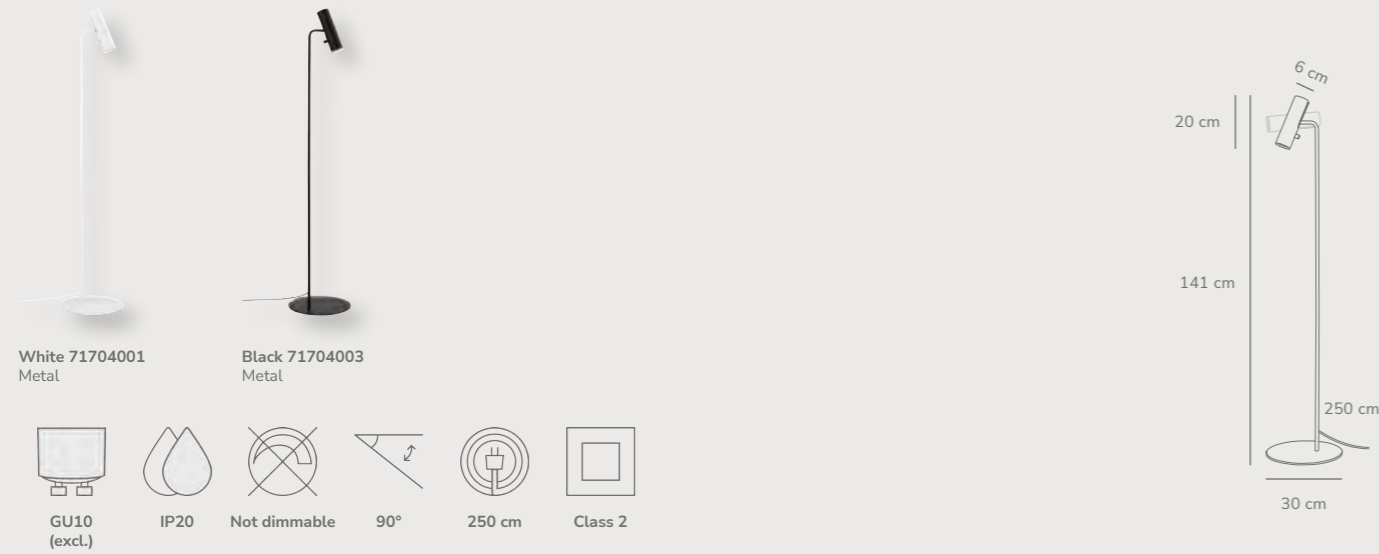 6 cm
20 cm
141 cm
250 cm
30 cm
White 71704001
Metal
Black 71704003
Metal
GU10
(excl.)
IP20
Not dimmable
90°
250 cm
Class 2